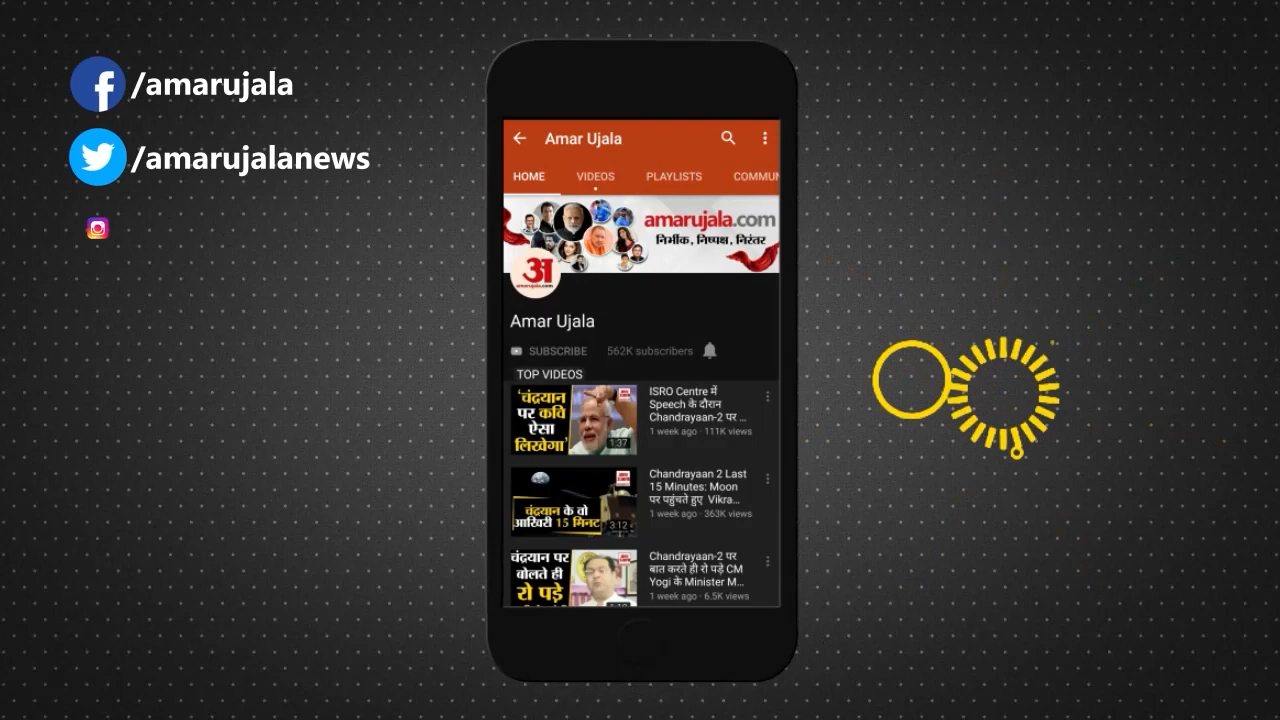 /amarujala
/amarujalanews
Amar Ujala
HOME VIDEOS PLAYLISTS COMMUN
amarujala.com
निर्भीक, निष्पक्ष, निरंतर
अ
amarujala.com
Amar Ujala
SUBSCRIBE 562K subscribers
TOP VIDEOS
'चंद्रयान
पर कवि
ऐसा
लिखेगा'
1:37
ISRO Centre में
Speech के दौरान
Chandrayaan-2 पर ...
1 week ago · 111K views
चंद्रयान के वो
आखिरी 15 मिनट
3:12
Chandrayaan 2 Last
15 Minutes: Moon
पर पहुंचते हुए Vikra...
1 week ago · 363K views
चंद्रयान पर
बोलते ही
रो पड़े
Chandrayaan-2 पर
बात करते ही रो पड़े CM
Yogi के Minister M...
1 week ago · 6.5K views